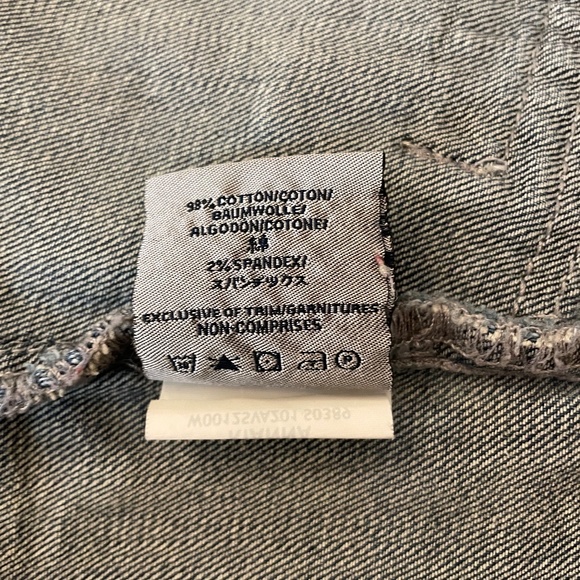 98% COTTON/COTON/
BAUMWOLLE/
ALGODÓN/COTONE/
綿
2% SPANDEX/
スパンデックス
EXCLUSIVE OF TRIM/GARNITURES
NON-COMPRISES
P